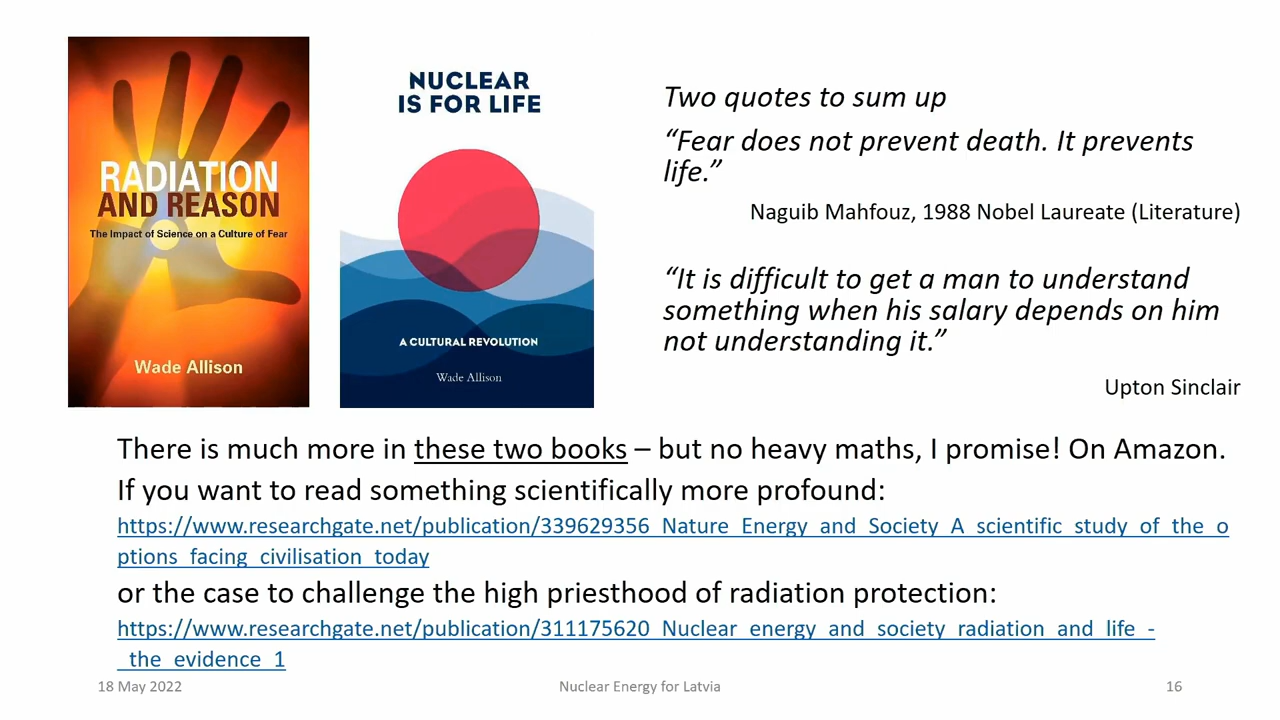 RADIATION
AND REASON
The Impact of Science on a Culture of Fear
Wade Allison
NUCLEAR
IS FOR LIFE
A CULTURAL REVOLUTION
Wade Allison
Two quotes to sum up
“Fear does not prevent death. It prevents
life.”
Naguib Mahfouz, 1988 Nobel Laureate (Literature)
“It is difficult to get a man to understand
something when his salary depends on him
not understanding it.”
Upton Sinclair
There is much more in these two books – but no heavy maths, I promise! On Amazon.
If you want to read something scientifically more profound:
https://www.researchgate.net/publication/339629356_Nature_Energy_and_Society_A_scientific_study_of_the_o
ptions_facing_civilisation_today
or the case to challenge the high priesthood of radiation protection:
https://www.researchgate.net/publication/311175620_Nuclear_energy_and_society_radiation_and_life_-
_the_evidence_1
18 May 2022
Nuclear Energy for Latvia
16